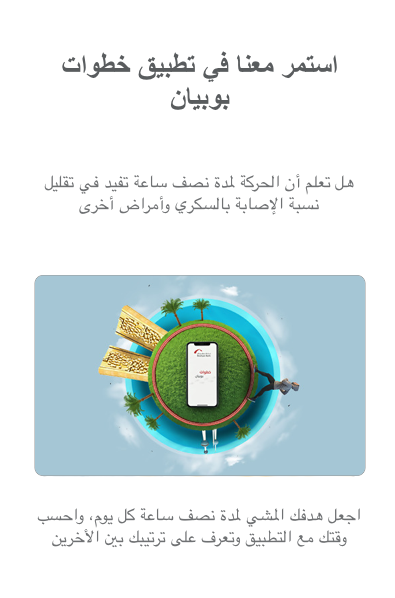 استمر معنا في تطبيق خطوات
بوبيان
هل تعلم أن الحركة لمدة نصف ساعة تفيد في تقليل
نسبة الإصابة بالسكري وأمراض أخرى
اجعل هدفك المشي لمدة نصف ساعة كل يوم، واحسب
وقتك مع التطبيق وتعرف على ترتيبك بين الأخرين